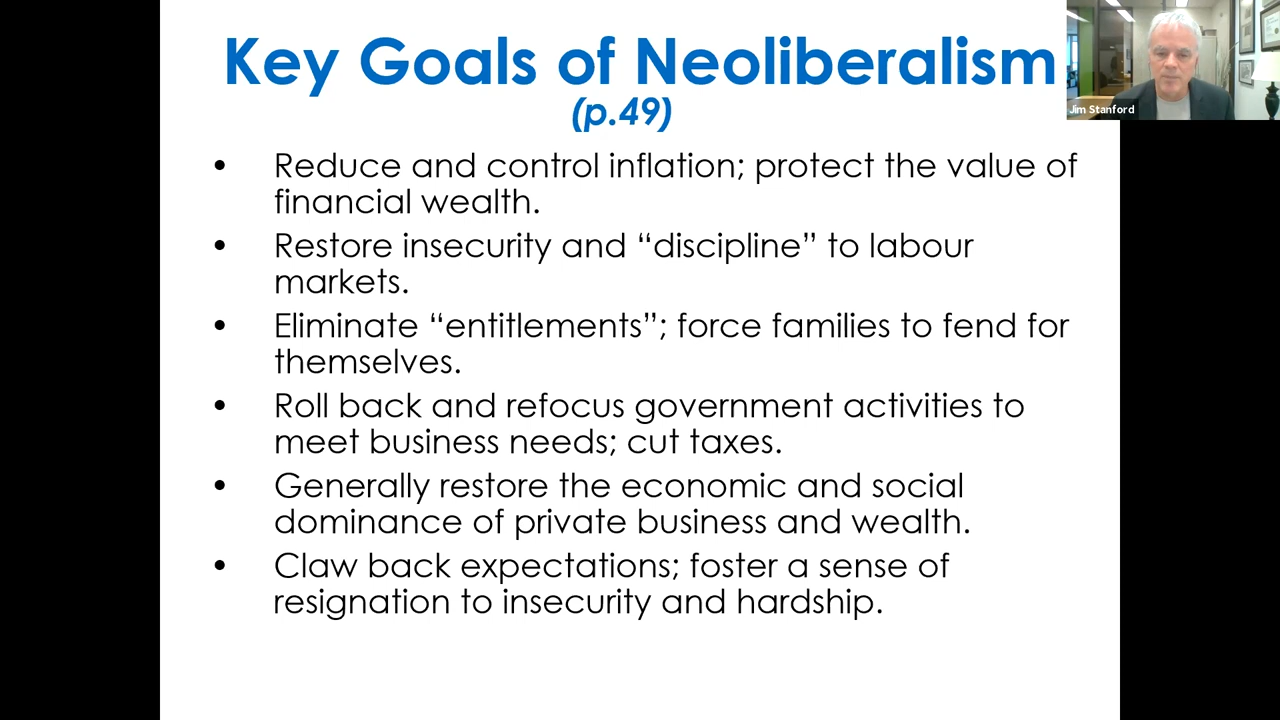 Key Goals of Neoliberalism
(p.49)
Jim Stanford
• Reduce and control inflation; protect the value of
financial wealth.
• Restore insecurity and “discipline” to labour
markets.
• Eliminate “entitlements”; force families to fend for
themselves.
• Roll back and refocus government activities to
meet business needs; cut taxes.
• Generally restore the economic and social
dominance of private business and wealth.
• Claw back expectations; foster a sense of
resignation to insecurity and hardship.